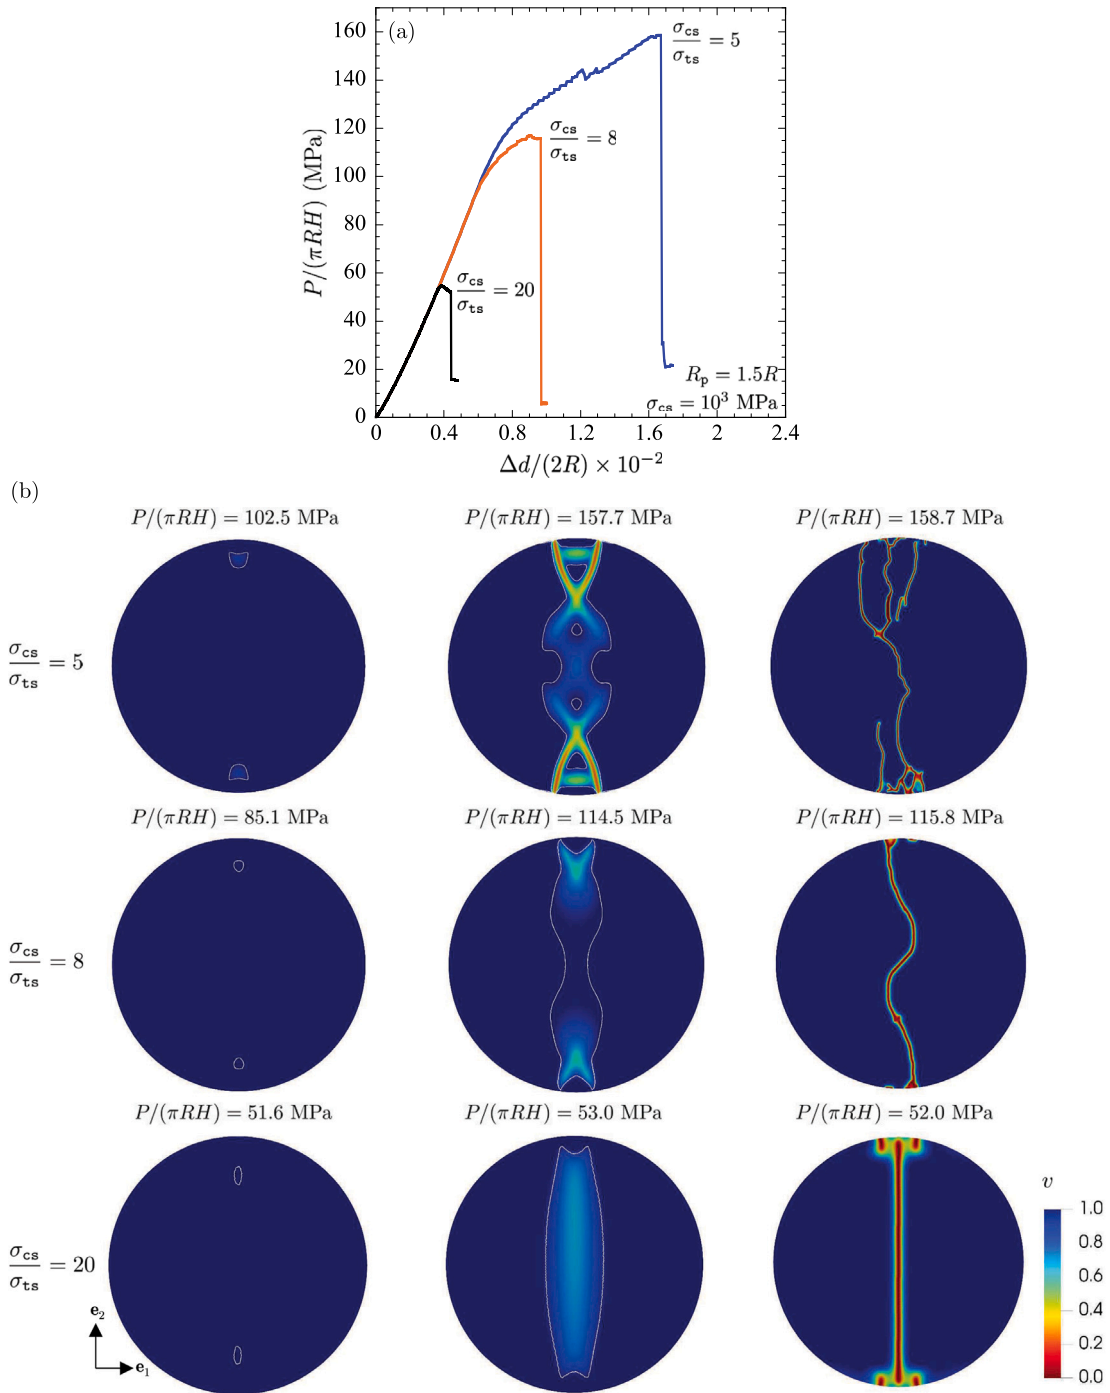 (a)
160
140
120
100
80
60
40
20
0
P/(πRH) (MPa)
σcs/σts = 5
σcs/σts = 8
σcs/σts = 20
Rp = 1.5R
σcs = 10³ MPa
0 0.4 0.8 1.2 1.6 2 2.4
Δd/(2R) × 10⁻²
(b)
P/(πRH) = 102.5 MPa P/(πRH) = 157.7 MPa P/(πRH) = 158.7 MPa
σcs/σts = 5
P/(πRH) = 85.1 MPa P/(πRH) = 114.5 MPa P/(πRH) = 115.8 MPa
σcs/σts = 8
P/(πRH) = 51.6 MPa P/(πRH) = 53.0 MPa P/(πRH) = 52.0 MPa
σcs/σts = 20
e₂
e₁
v
1.0
0.8
0.6
0.4
0.2
0.0